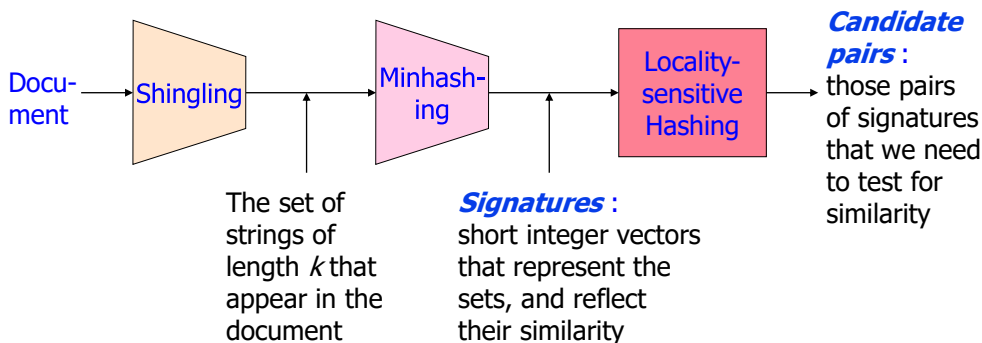 Docu-
ment
Shingling
The set of
strings of
length k that
appear in the
document
Minhash-
ing
Signatures :
short integer vectors
that represent the
sets, and reflect
their similarity
Locality-
sensitive
Hashing
Candidate
pairs :
those pairs
of signatures
that we need
to test for
similarity